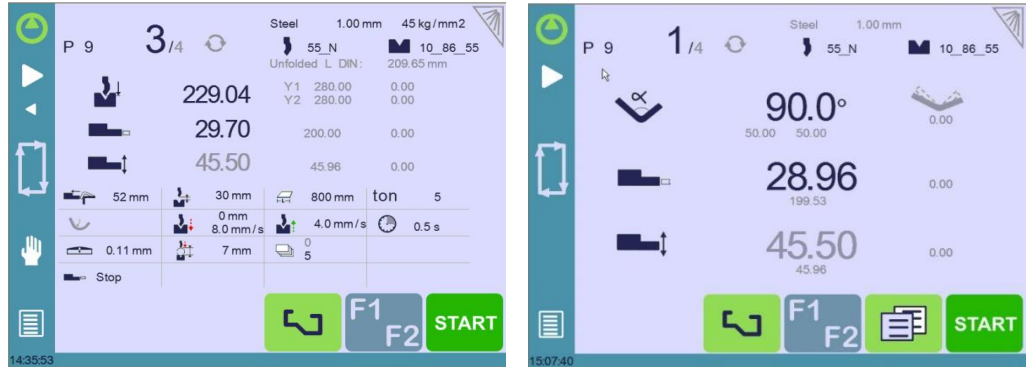 Steel 1.00 mm 45 kg/mm2
P 9 3/4 55_N 10_86_55
Unfolded L DIN: 209.65 mm
229.04 Y1 280.00 0.00
Y2 280.00 0.00
29.70 200.00 0.00
45.50 45.96 0.00
52 mm 30 mm 800 mm ton 5
0 mm
8.0 mm/s 4.0 mm/s 0.5 s
0.11 mm 7 mm 0
5
Stop
F1
F2 START
14:35:53
Steel 1.00 mm
P 9 1/4 55_N 10_86_55
α 90.0° 0.00
50.00 50.00
28.96 0.00
199.53
45.50 0.00
45.96
F1
F2 START
15:07:40